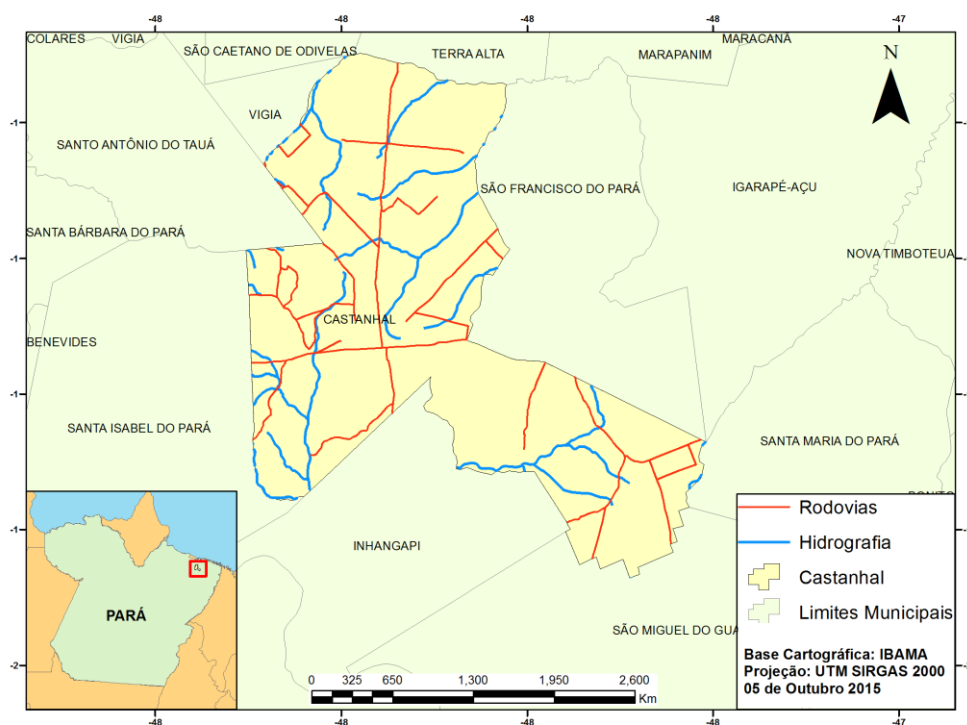 -48
-48
-48
-48
-47
COLARES
VIGIA
SÃO CAETANO DE ODIVELAS
TERRA ALTA
MARAPANIM
MARACANÃ
N
VIGIA
-1
SANTO ANTÔNIO DO TAUÁ
SÃO FRANCISCO DO PARÁ
IGARAPÉ-AÇU
SANTA BÁRBARA DO PARÁ
NOVA TIMBOTEUA
-1
CASTANHAL
BENEVIDES
-1
SANTA ISABEL DO PARÁ
SANTA MARIA DO PARÁ
-1
INHANGAPI
SÃO MIGUEL DO GUA
-2
PARÁ
Rodovias
Hidrografia
Castanhal
Limites Municipais
Base Cartográfica: IBAMA
Projeção: UTM SIRGAS 2000
05 de Outubro 2015
0 325 650 1,300 1,950 2,600
Km
-48
-48
-48
-48
-47